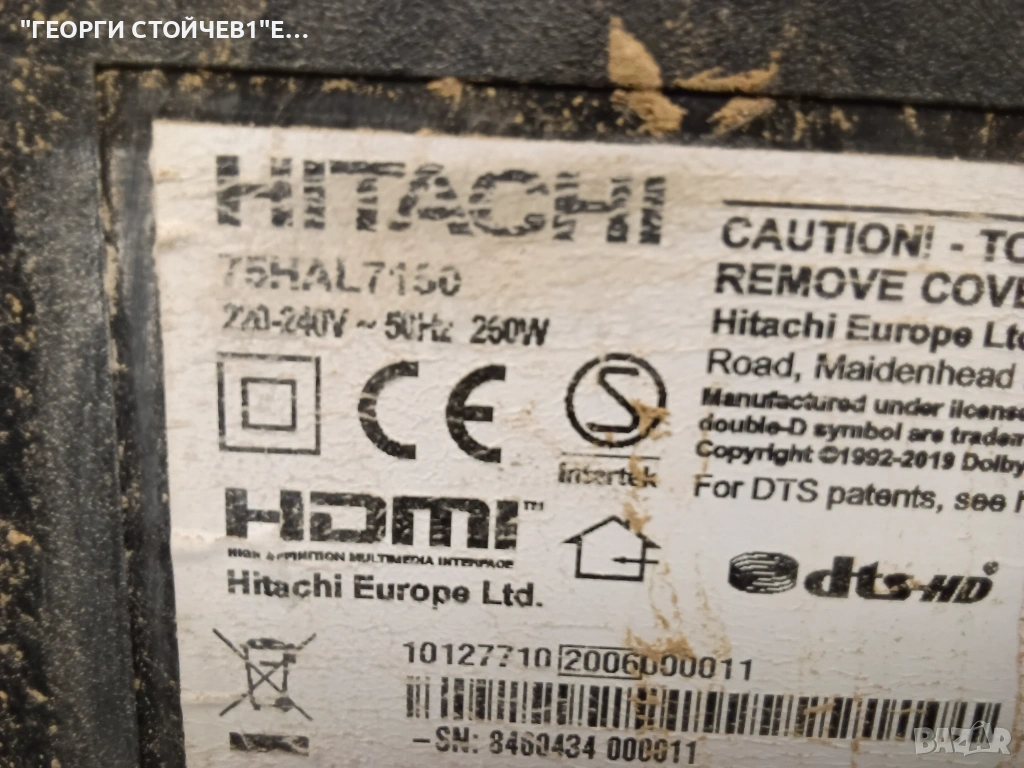 "ГЕОРГИ СТОЙЧЕВ1"Е...
HITACHI
75HAL7150
220-240V ~ 50Hz 250W
CE
S
Intertek
HDMI™
HIGH DEFINITION MULTIMEDIA INTERFACE
Hitachi Europe Ltd.
CAUTION! - TO
REMOVE COVE
Hitachi Europe Ltd
Road, Maidenhead
Manufactured under license
double-D symbol are tradem
Copyright ©1992-2019 Dolby
For DTS patents, see h
dts-HD
10127710 2006000011
-SN: 8460434 000011
BAZAR